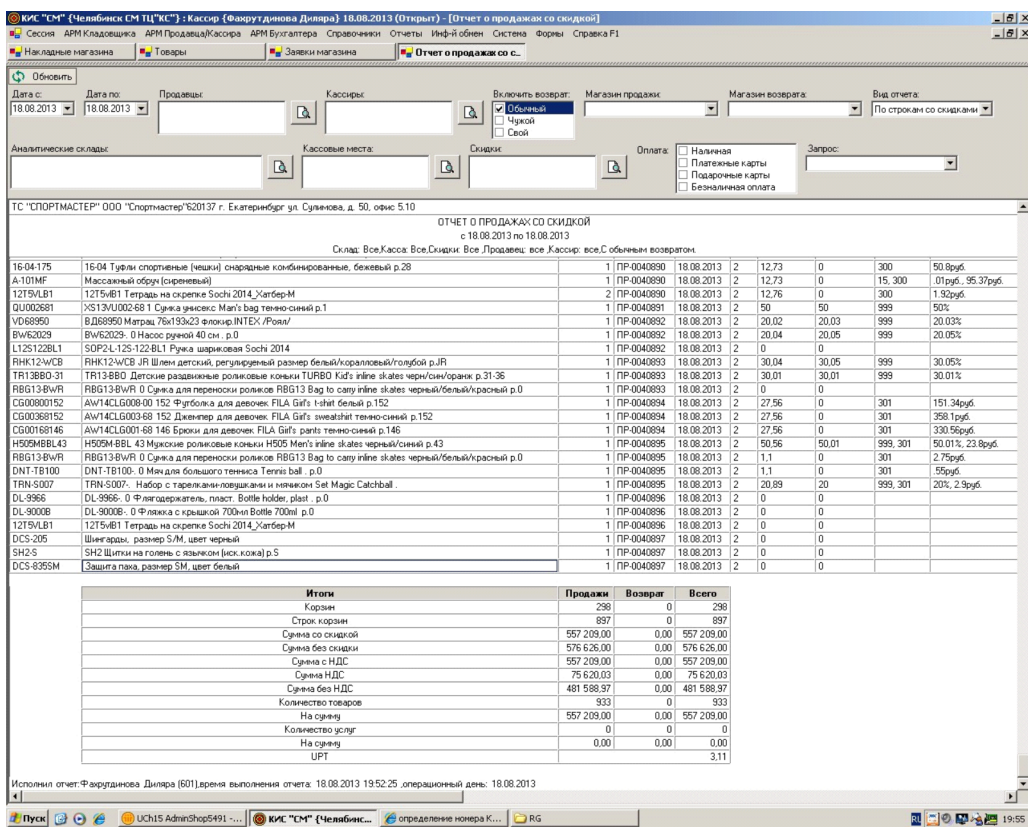 КИС "СМ" {Челябинск СМ ТЦ"КС"} : Кассир {Фахрутдинова Диляра} 18.08.2013 (Открыт) - [Отчет о продажах со скидкой]
Сессия АРМ Кладовщика АРМ Продавца/Кассира АРМ Бухгалтера Справочники Отчеты Инф-й обмен Система Формы Справка F1
Накладные магазина Товары Заявки магазина Отчет о продажах со с...
Обновить
Дата с: Дата по: Продавцы: Кассиры: Включить возврат: Магазин продажи: Магазин возврата: Вид отчета:
18.08.2013 18.08.2013 Обычный По строкам со скидками
Чужой
Свой
Аналитические склады: Кассовые места: Скидки: Оплата: Наличная Запрос:
Платежные карты
Подарочные карты
Безналичная оплата
ТС "СПОРТМАСТЕР" ООО "Спортмастер"620137 г. Екатеринбург ул. Сулимова, д. 50, офис 5.10
ОТЧЕТ О ПРОДАЖАХ СО СКИДКОЙ
с 18.08.2013 по 18.08.2013
Склад: Все,Касса: Все,Скидки: Все ,Продавец: все ,Кассир: все,С обычным возвратом.
16-04-175 16-04 Туфли спортивные (чешки) снарядные комбинированные, бежевый р.28 1 ПР-0040890 18.08.2013 2 12,73 0 300 50.8руб.
A-101MF Массажный обруч (сиреневый) 1 ПР-0040890 18.08.2013 2 12,73 0 15, 300 .01руб., 95.37руб.
12T5VLB1 12T5vlB1 Тетрадь на скрепке Sochi 2014_Хатбер-М 2 ПР-0040890 18.08.2013 2 12,76 0 300 1.92руб.
QU002681 XS13VU002-68 1 Сумка унисекс Man's bag темно-синий р.1 1 ПР-0040891 18.08.2013 2 50 50 999 50%
VD68950 ВД68950 Матрац 76х193х23 флокир.INTEX /Роял/ 1 ПР-0040892 18.08.2013 2 20,02 20,03 999 20.03%
BW62029 BW62029-. 0 Насос ручной 40 см . р.0 1 ПР-0040892 18.08.2013 2 20,04 20,05 999 20.05%
L12S122BL1 SOP2-L-12S-122-BL1 Ручка шариковая Sochi 2014 1 ПР-0040892 18.08.2013 2 0 0
RHK12-WCB RHK12-WCB JR Шлем детский, регулируемый размер белый/коралловый/голубой р.JR 1 ПР-0040893 18.08.2013 2 30,04 30,05 999 30.05%
TR13BBO-31 TR13-BBO Детские раздвижные роликовые коньки TURBO Kid's inline skates черн/син/оранж р.31-36 1 ПР-0040893 18.08.2013 2 30,01 30,01 999 30.01%
RBG13-BWR RBG13-BWR 0 Сумка для переноски роликов RBG13 Bag to carry inline skates черный/белый/красный р.0 1 ПР-0040893 18.08.2013 2 0 0
CG00800152 AW14CLG008-00 152 Футболка для девочек FILA Girl's t-shirt белый р.152 1 ПР-0040894 18.08.2013 2 27,56 0 301 151.34руб.
CG00368152 AW14CLG003-68 152 Джемпер для девочек FILA Girl's sweatshirt темно-синий р.152 1 ПР-0040894 18.08.2013 2 27,56 0 301 358.1руб.
CG00168146 AW14CLG001-68 146 Брюки для девочек FILA Girl's pants темно-синий р.146 1 ПР-0040894 18.08.2013 2 27,56 0 301 330.56руб.
H505MBBL43 H505M-BBL 43 Мужские роликовые коньки H505 Men's inline skates черный/синий р.43 1 ПР-0040895 18.08.2013 2 50,56 50,01 999, 301 50.01%, 23.8руб.
RBG13-BWR RBG13-BWR 0 Сумка для переноски роликов RBG13 Bag to carry inline skates черный/белый/красный р.0 1 ПР-0040895 18.08.2013 2 1,1 0 301 2.75руб.
DNT-TB100 DNT-TB100-. 0 Мяч для большого тенниса Tennis ball . р.0 1 ПР-0040895 18.08.2013 2 1,1 0 301 .55руб.
TRN-S007 TRN-S007-. Набор с тарелками-ловушками и мячиком Set Magic Catchball . 1 ПР-0040895 18.08.2013 2 20,89 20 999, 301 20%, 2.9руб.
DL-9966 DL-9966-. 0 Флягодержатель, пласт. Bottle holder, plast . р.0 1 ПР-0040896 18.08.2013 2 0 0
DL-9000B DL-9000B-. 0 Фляжка с крышкой 700мл Bottle 700ml р.0 1 ПР-0040896 18.08.2013 2 0 0
12T5VLB1 12T5vlB1 Тетрадь на скрепке Sochi 2014_Хатбер-М 1 ПР-0040896 18.08.2013 2 0 0
DCS-205 Шингарды, размер S/M, цвет черный 1 ПР-0040897 18.08.2013 2 0 0
SH2-S SH2 Щитки на голень с язычком (иск.кожа) р.S 1 ПР-0040897 18.08.2013 2 0 0
DCS-835SM Защита паха, размер SM, цвет белый 1 ПР-0040897 18.08.2013 2 0 0
Итоги Продажи Возврат Всего
Корзин 298 0 298
Строк корзин 897 0 897
Сумма со скидкой 557 209,00 0,00 557 209,00
Сумма без скидки 576 626,00 0,00 576 626,00
Сумма с НДС 557 209,00 0,00 557 209,00
Сумма НДС 75 620,03 0,00 75 620,03
Сумма без НДС 481 588,97 0,00 481 588,97
Количество товаров 933 0 933
На сумму 557 209,00 0,00 557 209,00
Количество услуг 0 0 0
На сумму 0,00 0,00 0,00
UPT 3,11
Исполнил отчет:Фахрутдинова Диляра (601),время выполнения отчета: 18.08.2013 19:52:25 ,операционный день: 18.08.2013
Пуск UCh15 AdminShop5491 -... КИС "СМ" {Челябинс... определение номера К... RG RU 19:55